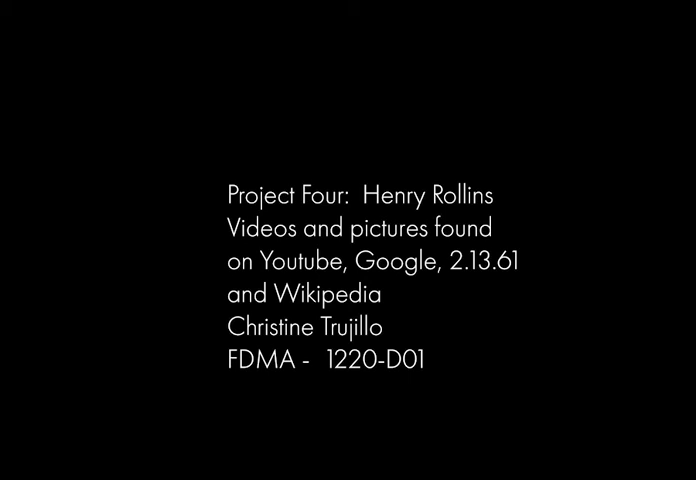 Project Four:  Henry Rollins
Videos and pictures found
on Youtube, Google, 2.13.61
and Wikipedia
Christine Trujillo
FDMA -  1220-D01